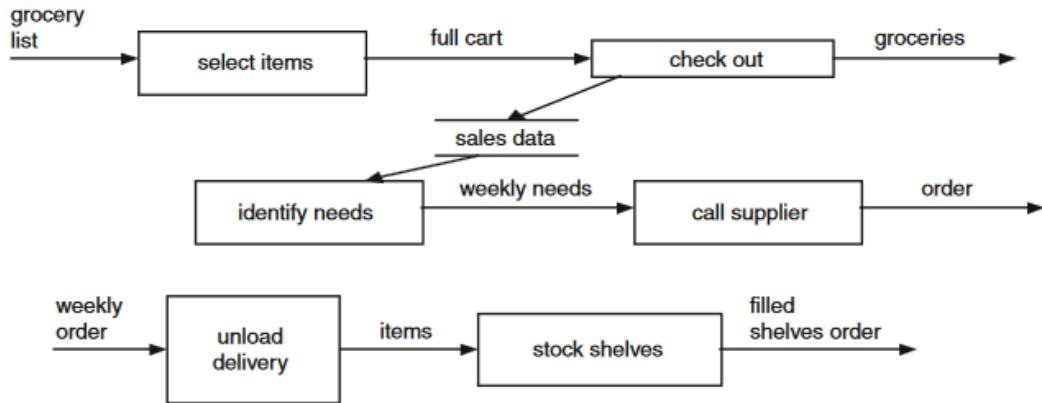 grocery
list
select items
full cart
check out
groceries
sales data
identify needs
weekly needs
call supplier
order
weekly
order
unload
delivery
items
stock shelves
filled
shelves order